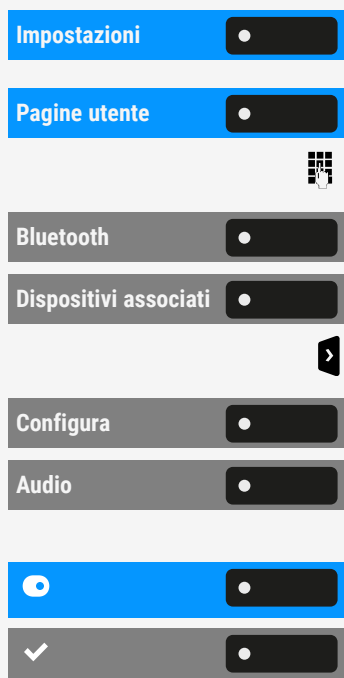 Impostazioni
Pagine utente
Bluetooth
Dispositivi associati
Configura
Audio